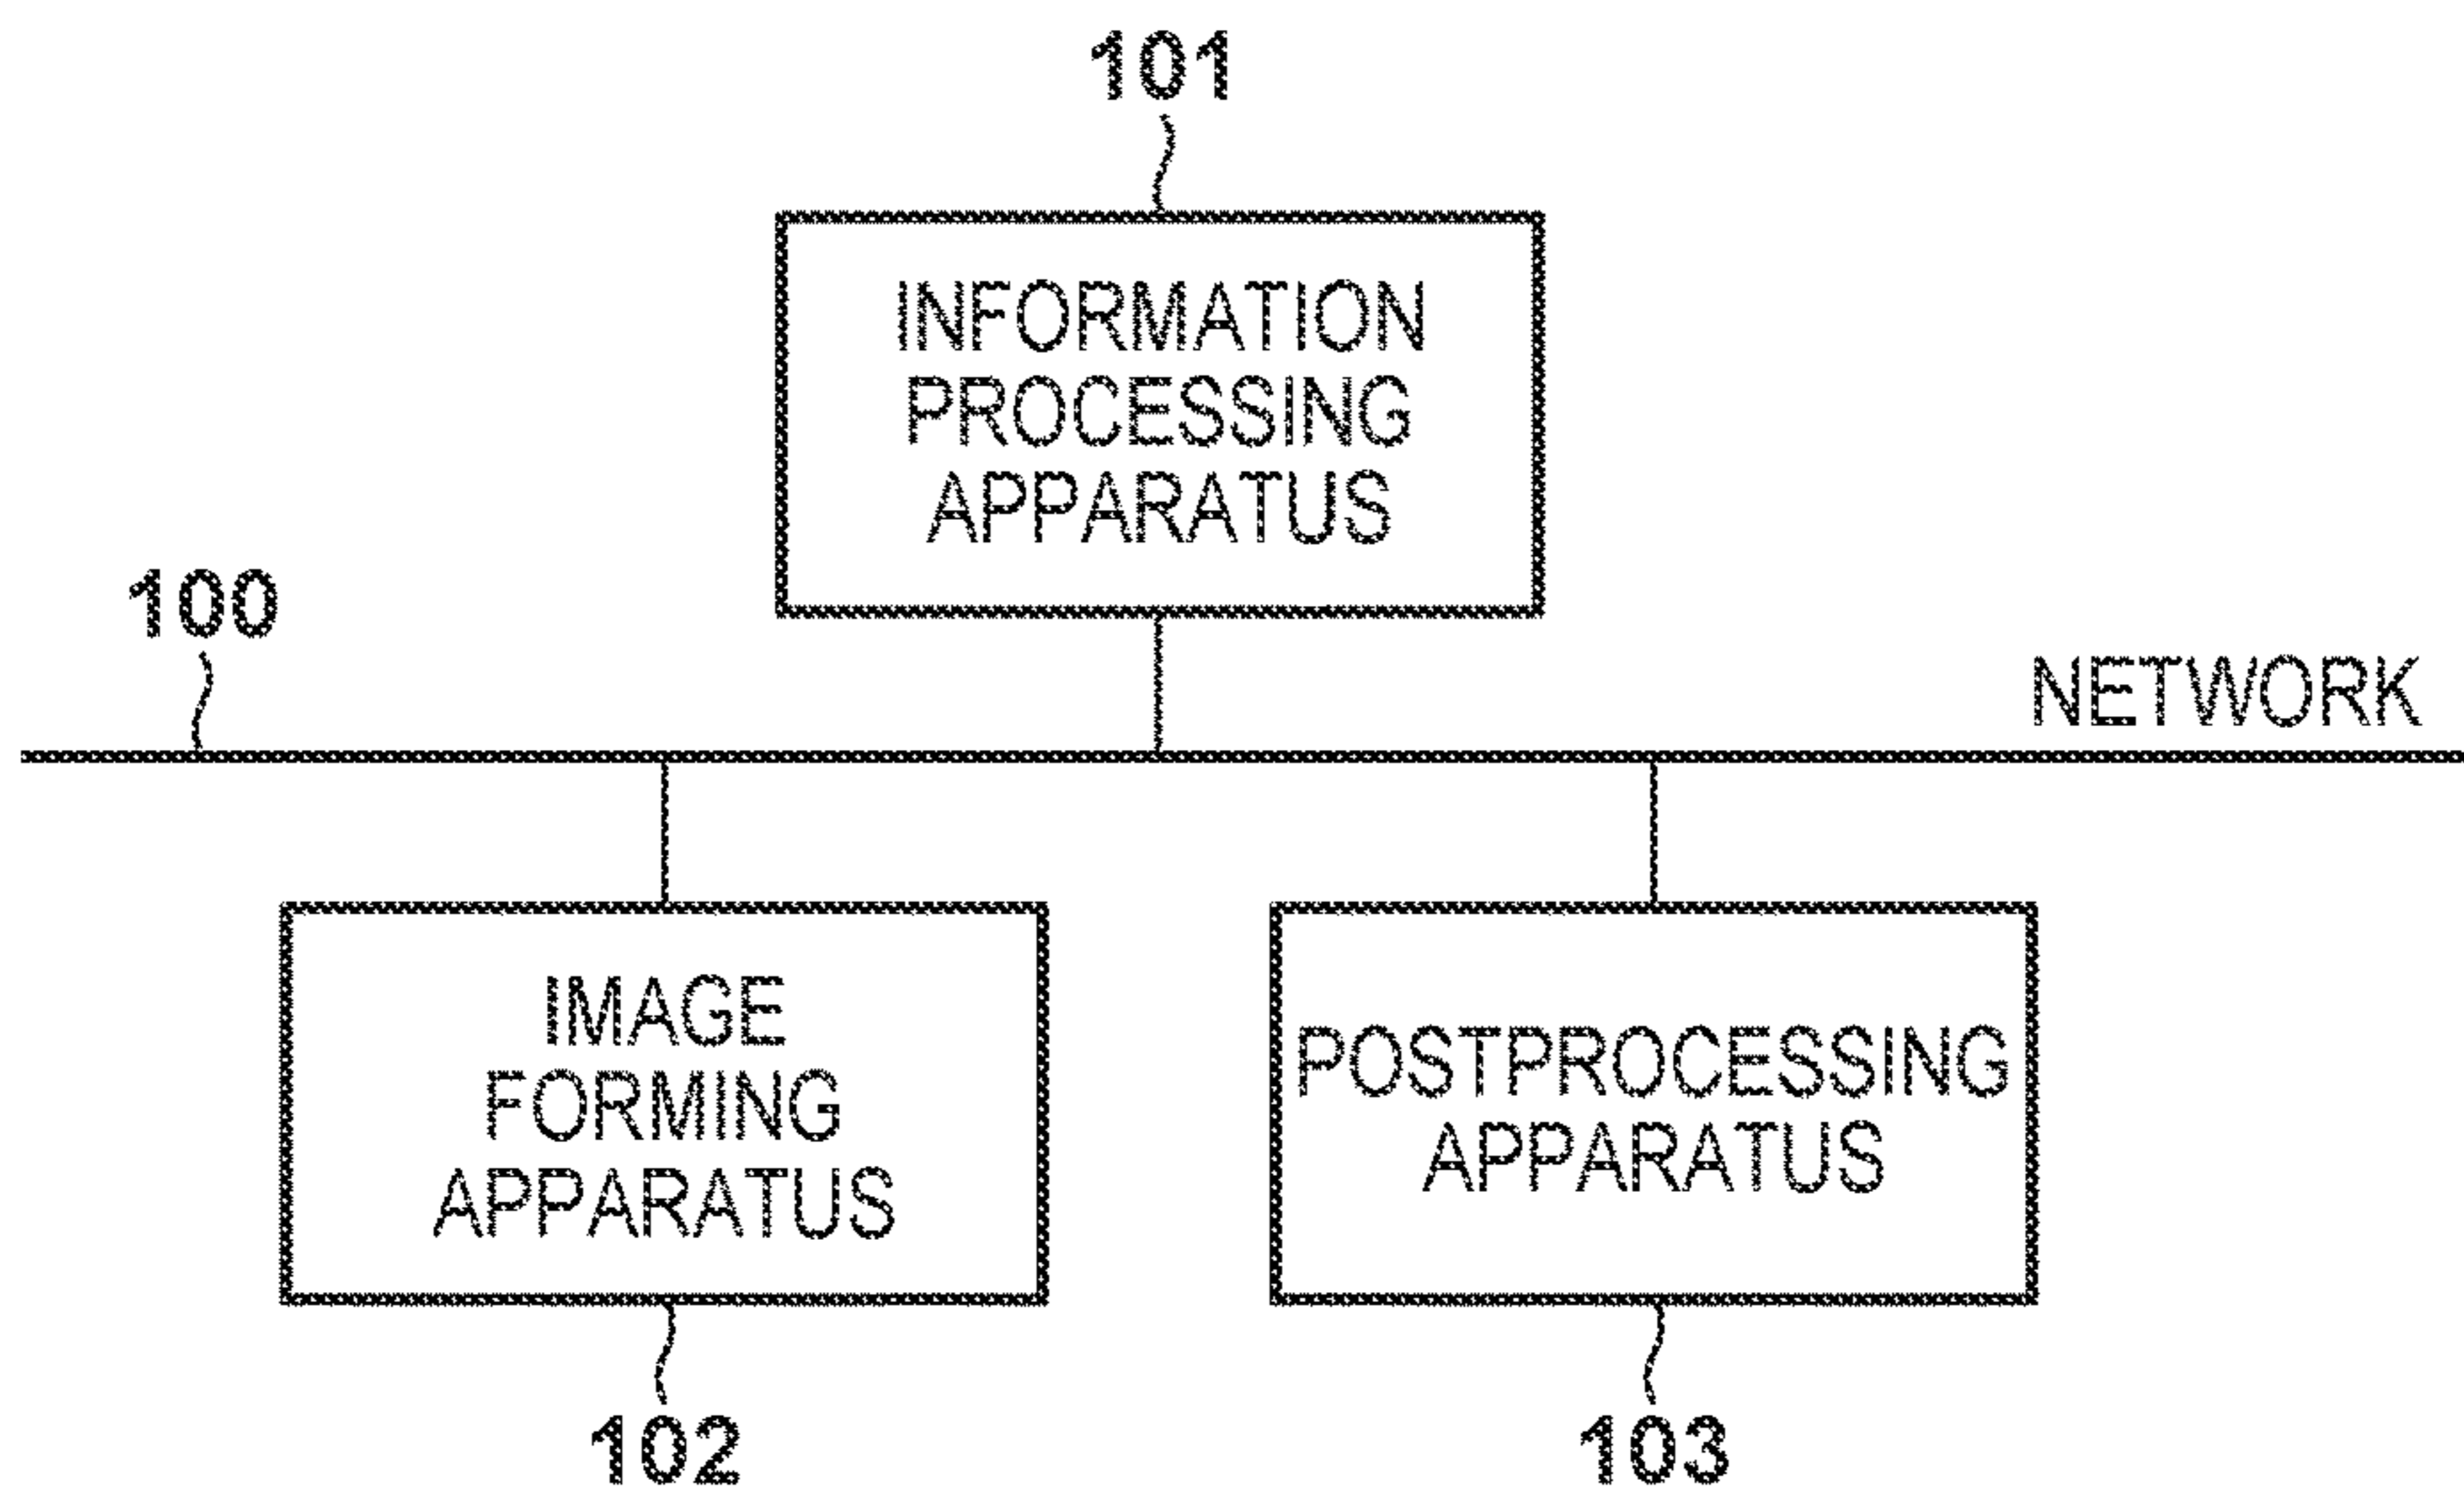 101
INFORMATION
PROCESSING
APPARATUS
100
NETWORK
IMAGE
FORMING
APPARATUS
POSTPROCESSING
APPARATUS
102
103